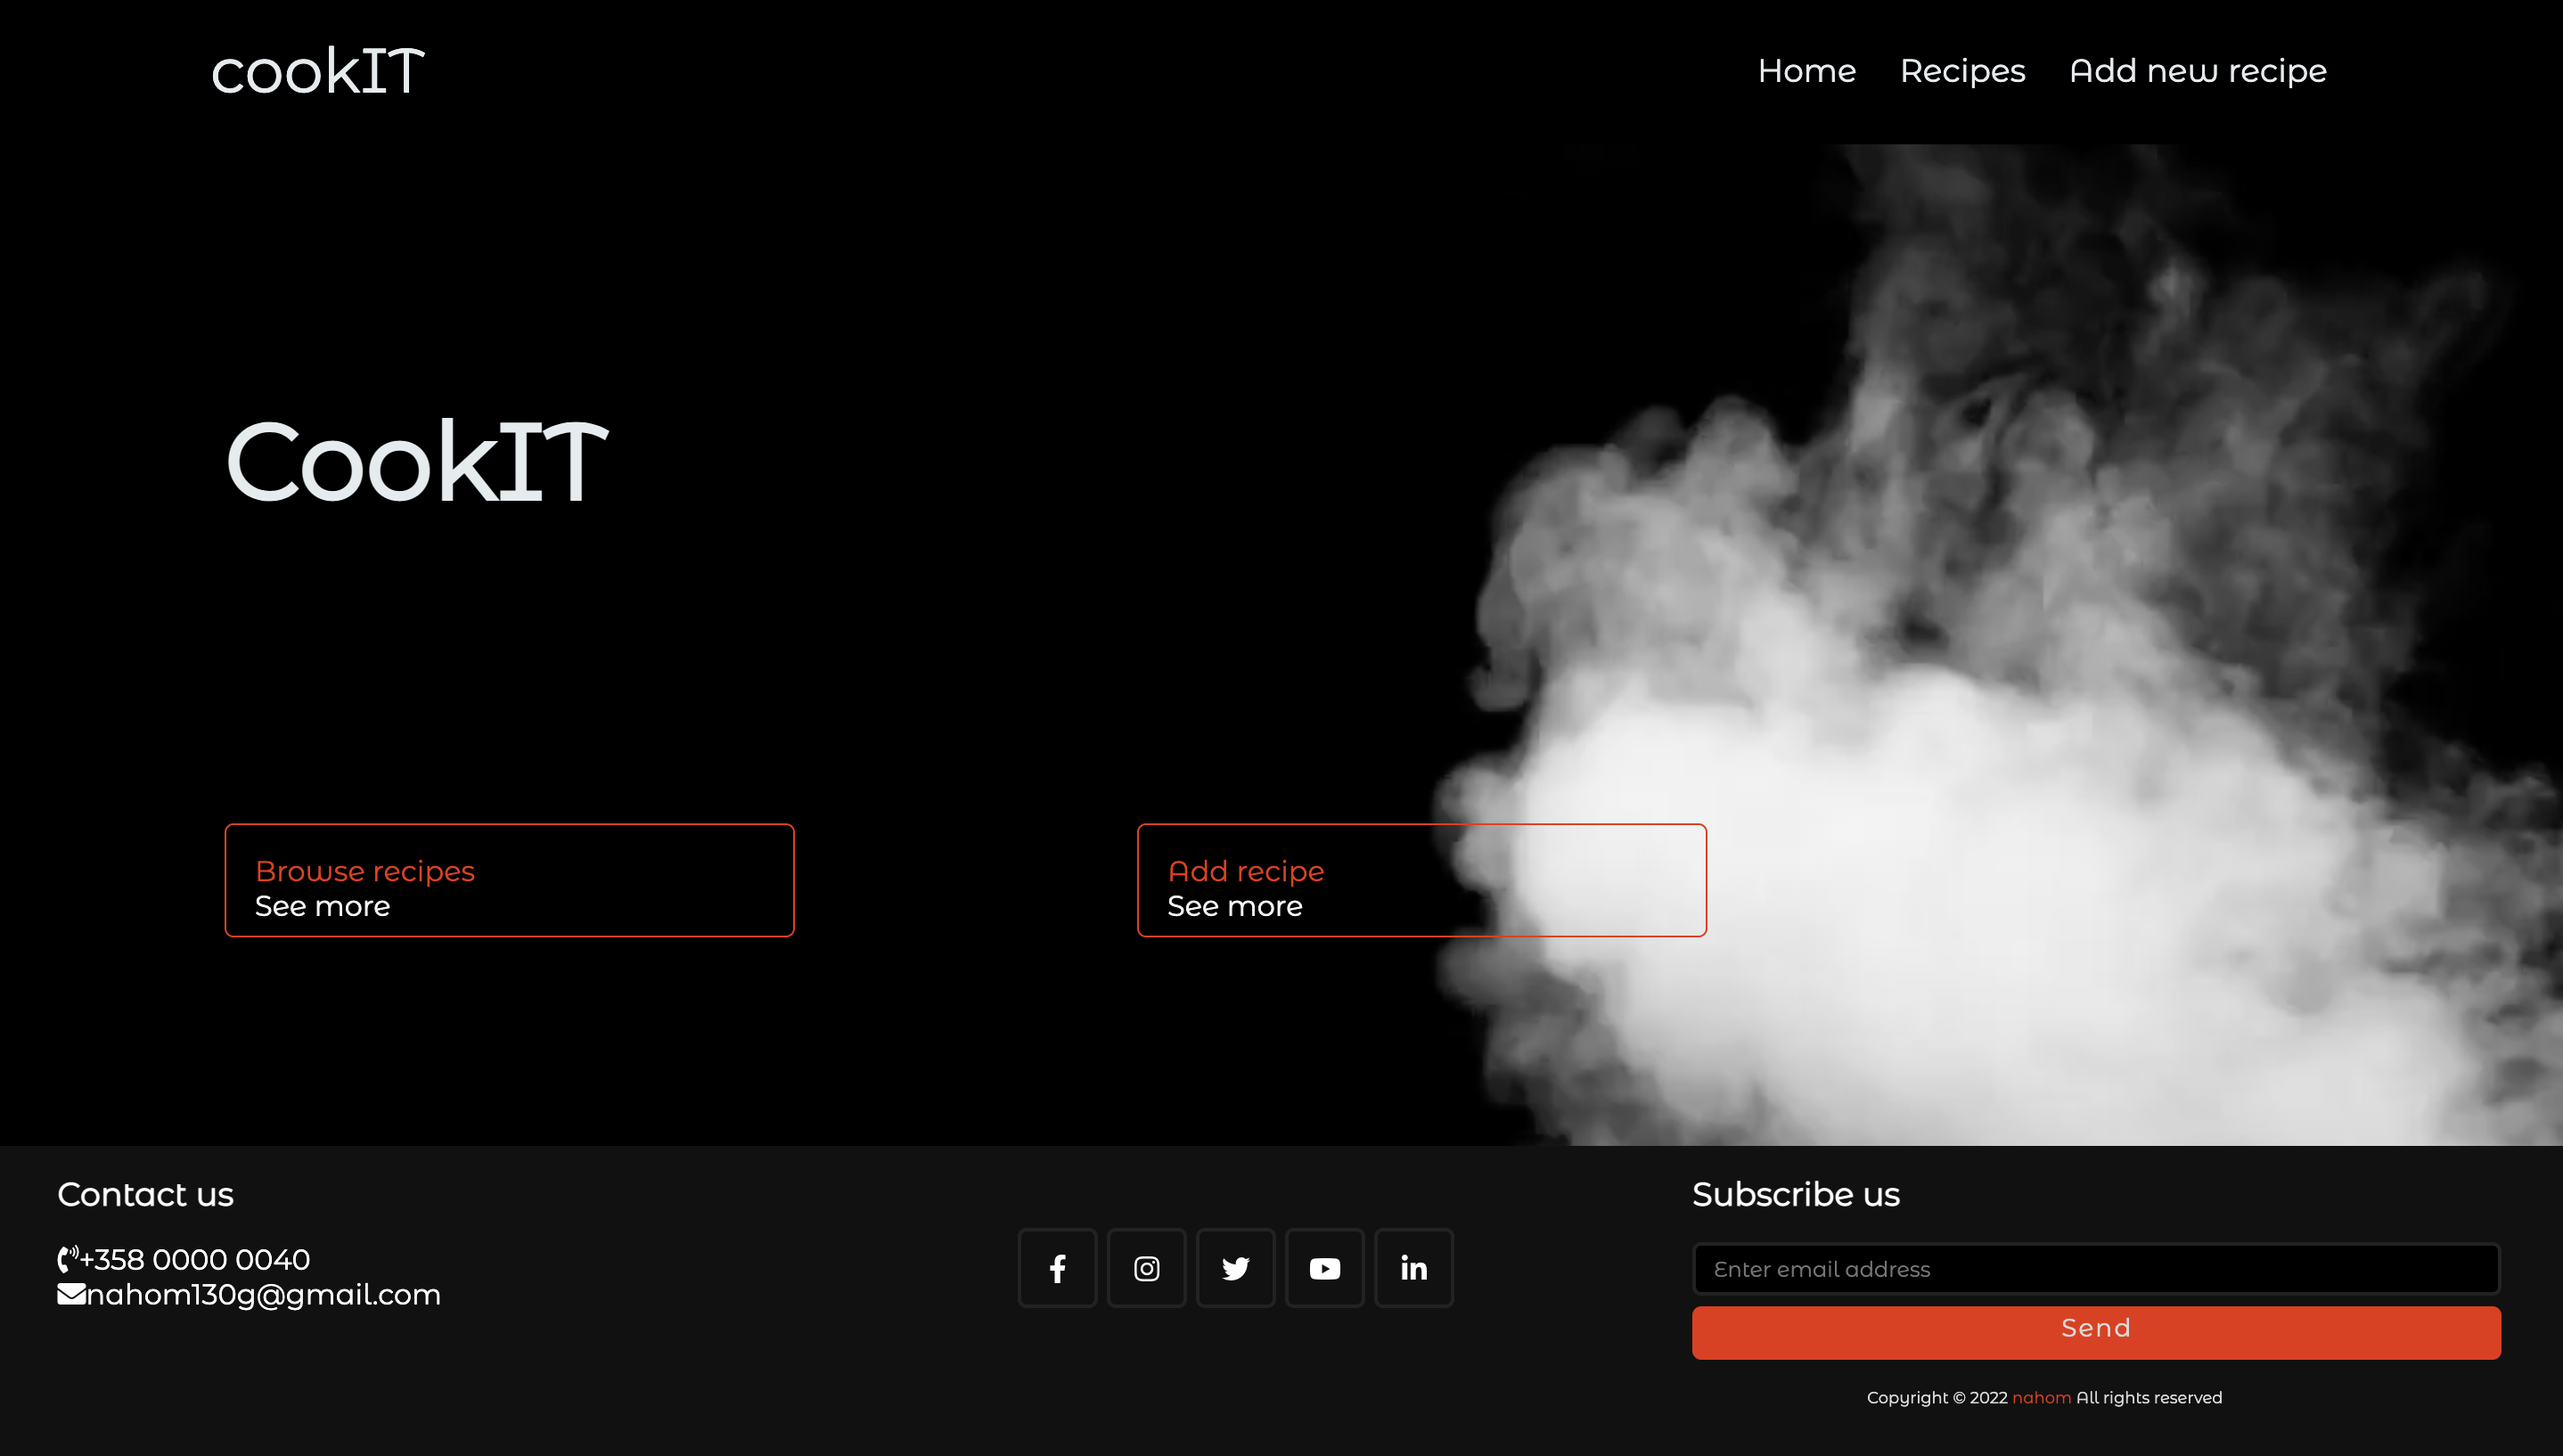 cookIT
Home Recipes Add new recipe
CookIT
Browse recipes
See more
Add recipe
See more
Contact us
+358 0000 0040
nahom130g@gmail.com
Subscribe us
Enter email address
Send
Copyright © 2022 nahom All rights reserved